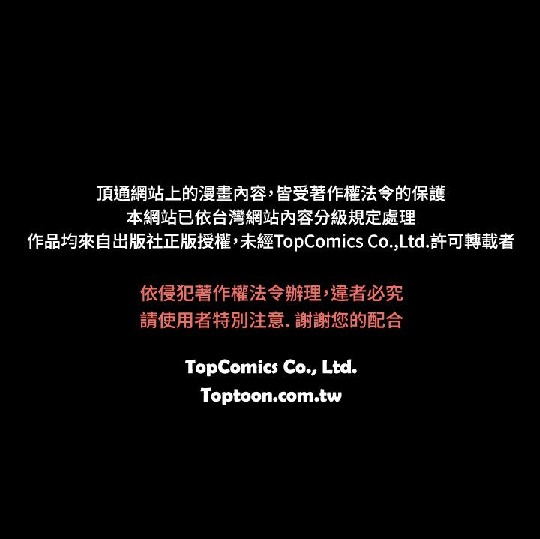 頂通網站上的漫畫內容,皆受著作權法令的保護
本網站已依台灣網站內容分級規定處理
作品均來自出版社正版授權,未經TopComics Co.,Ltd.許可轉載者
依侵犯著作權法令辦理,違者必究
請使用者特別注意. 謝謝您的配合
TopComics Co., Ltd.
Toptoon.com.tw